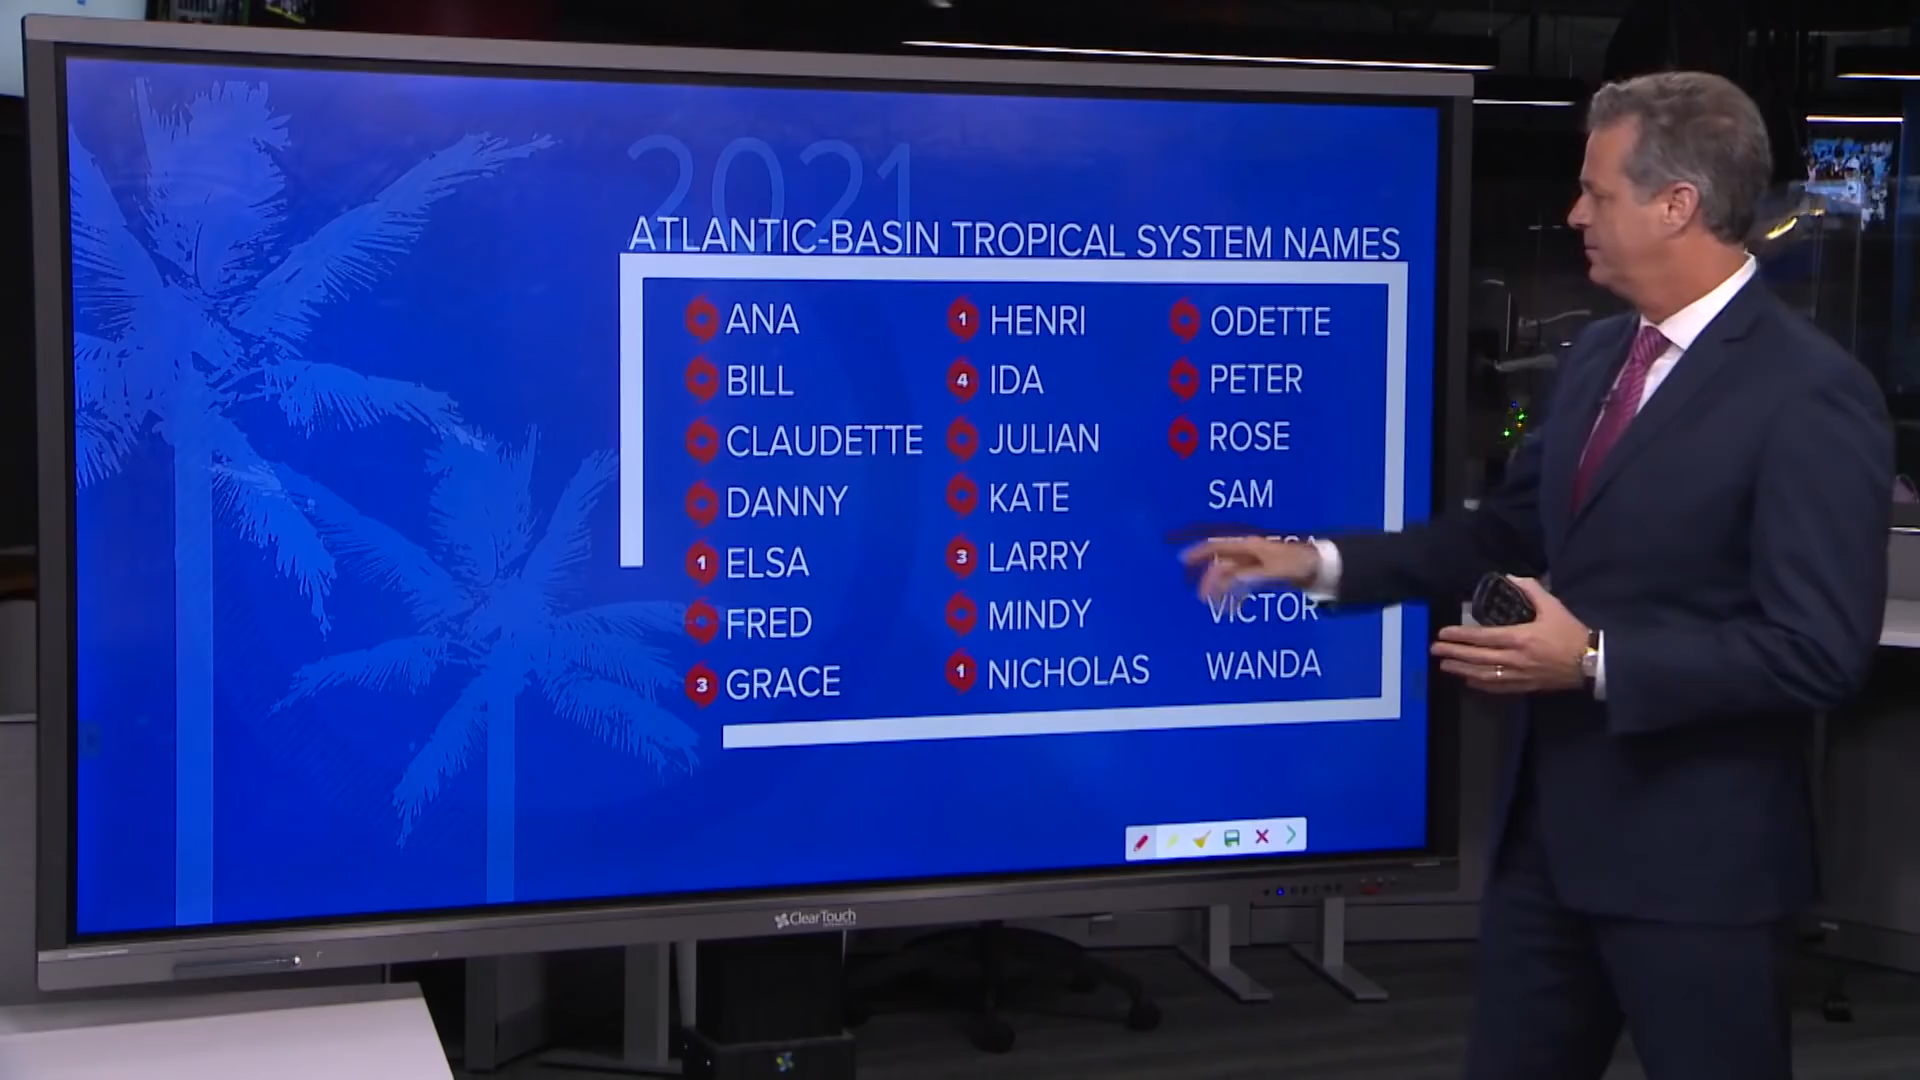 2021
ATLANTIC-BASIN TROPICAL SYSTEM NAMES
ANA
BILL
CLAUDETTE
DANNY
1 ELSA
FRED
3 GRACE
1 HENRI
4 IDA
JULIAN
KATE
3 LARRY
MINDY
1 NICHOLAS
ODETTE
PETER
ROSE
SAM
VICTOR
WANDA
ClearTouch